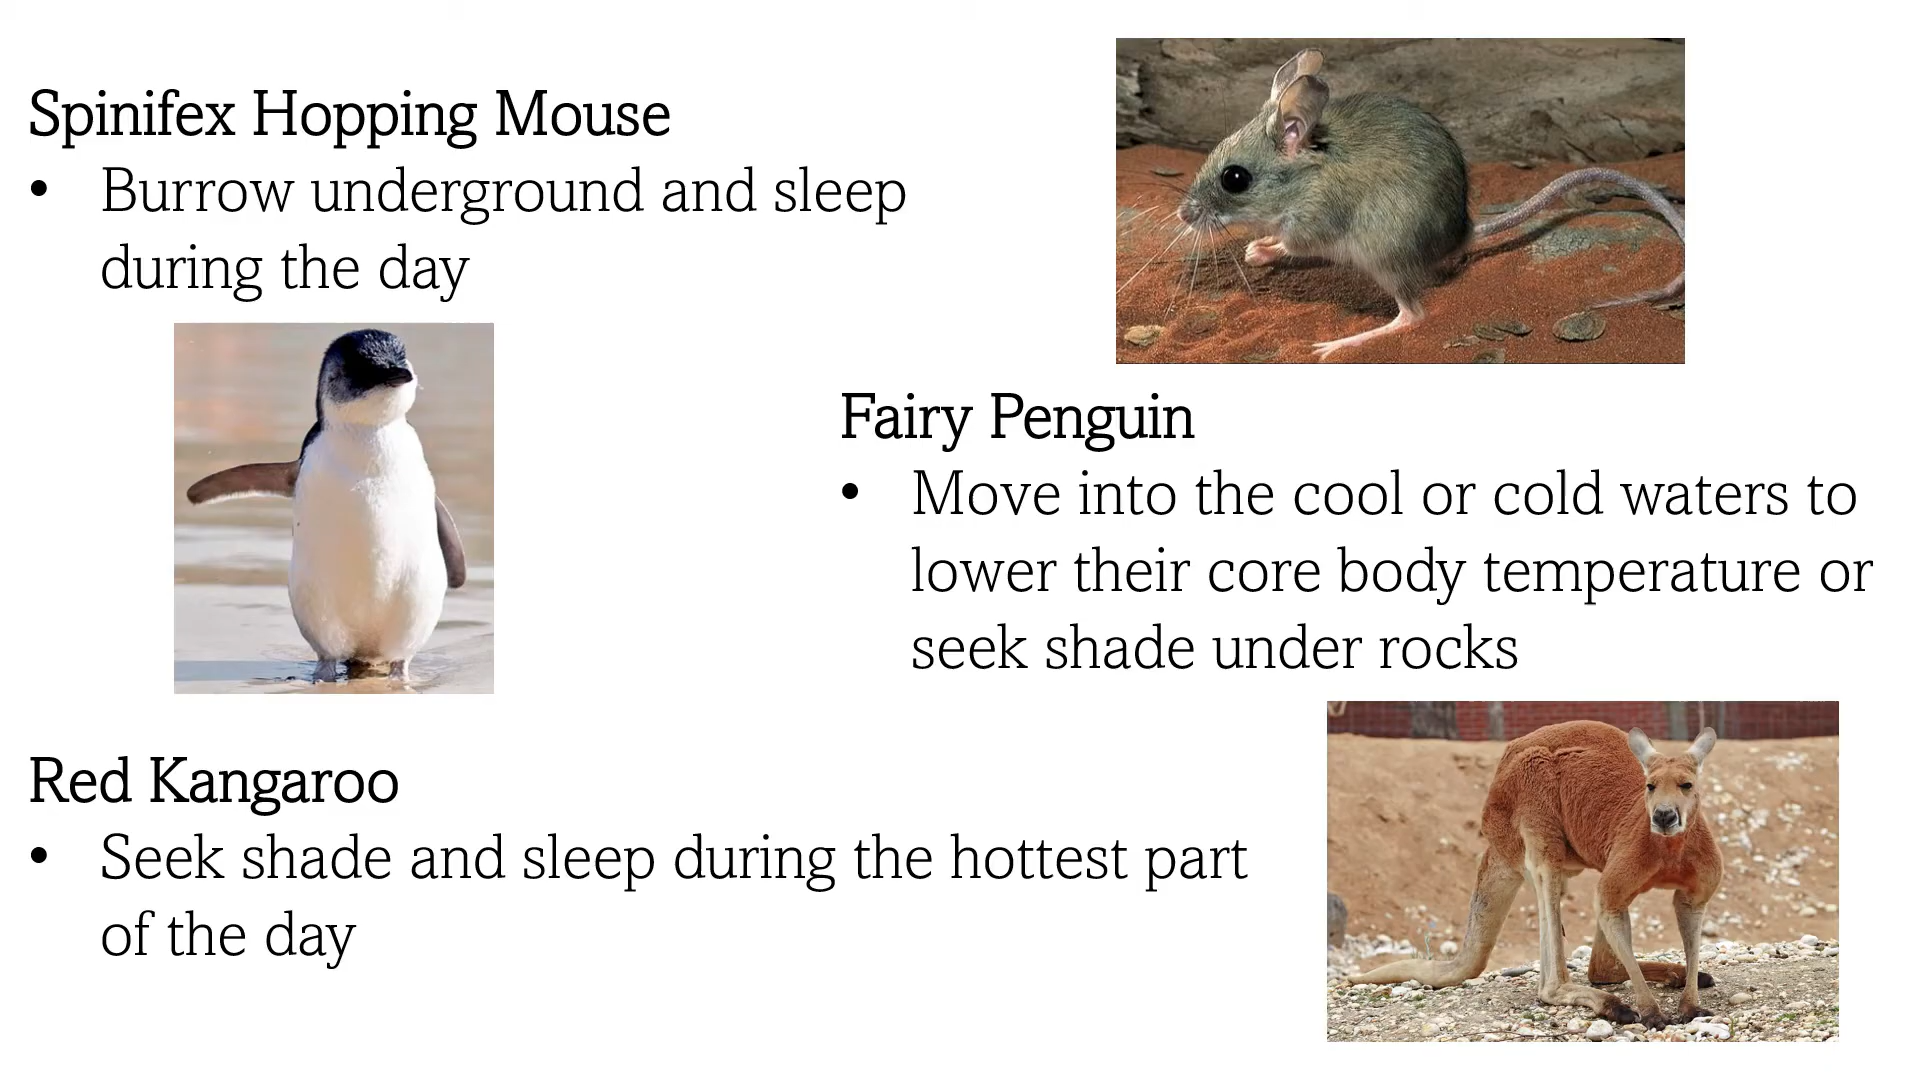 Spinifex Hopping Mouse
• Burrow underground and sleep
during the day
Fairy Penguin
• Move into the cool or cold waters to
lower their core body temperature or
seek shade under rocks
Red Kangaroo
• Seek shade and sleep during the hottest part
of the day